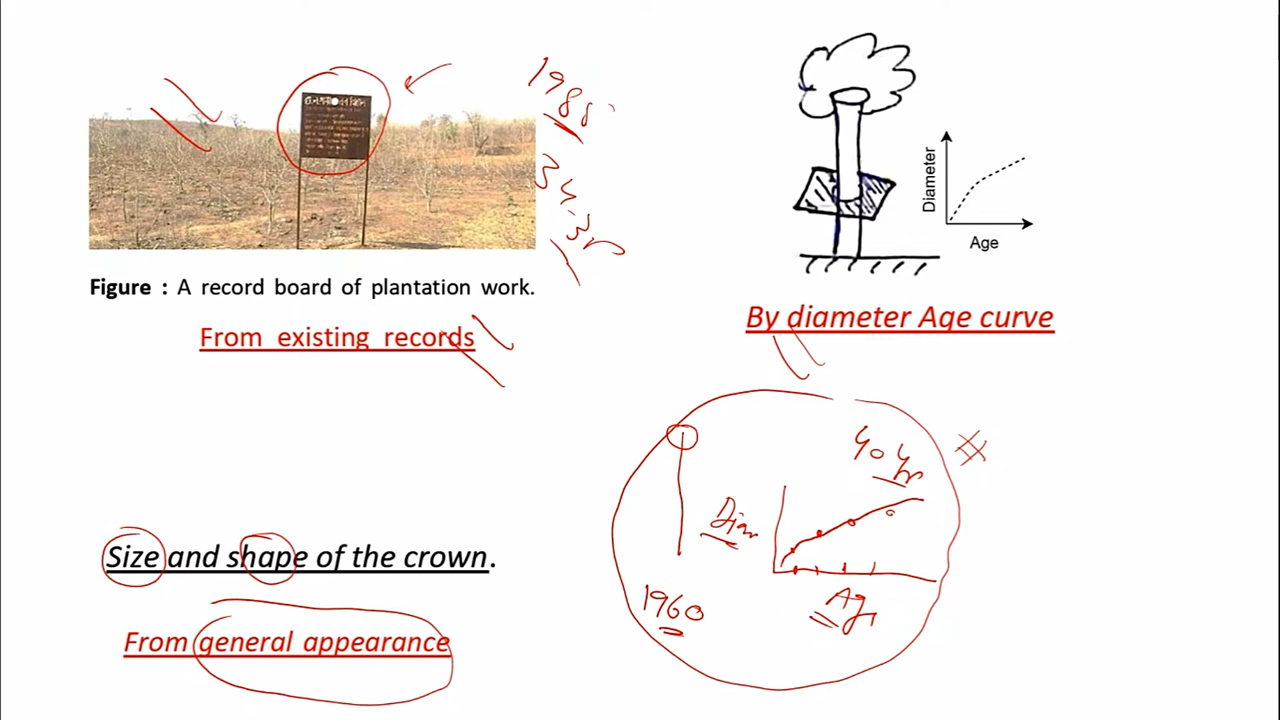 1985
34-35
Figure : A record board of plantation work.
From existing records
Diameter
Age
By diameter Age curve
Size and shape of the crown.
From general appearance
40 yr
Dia
1960
Age